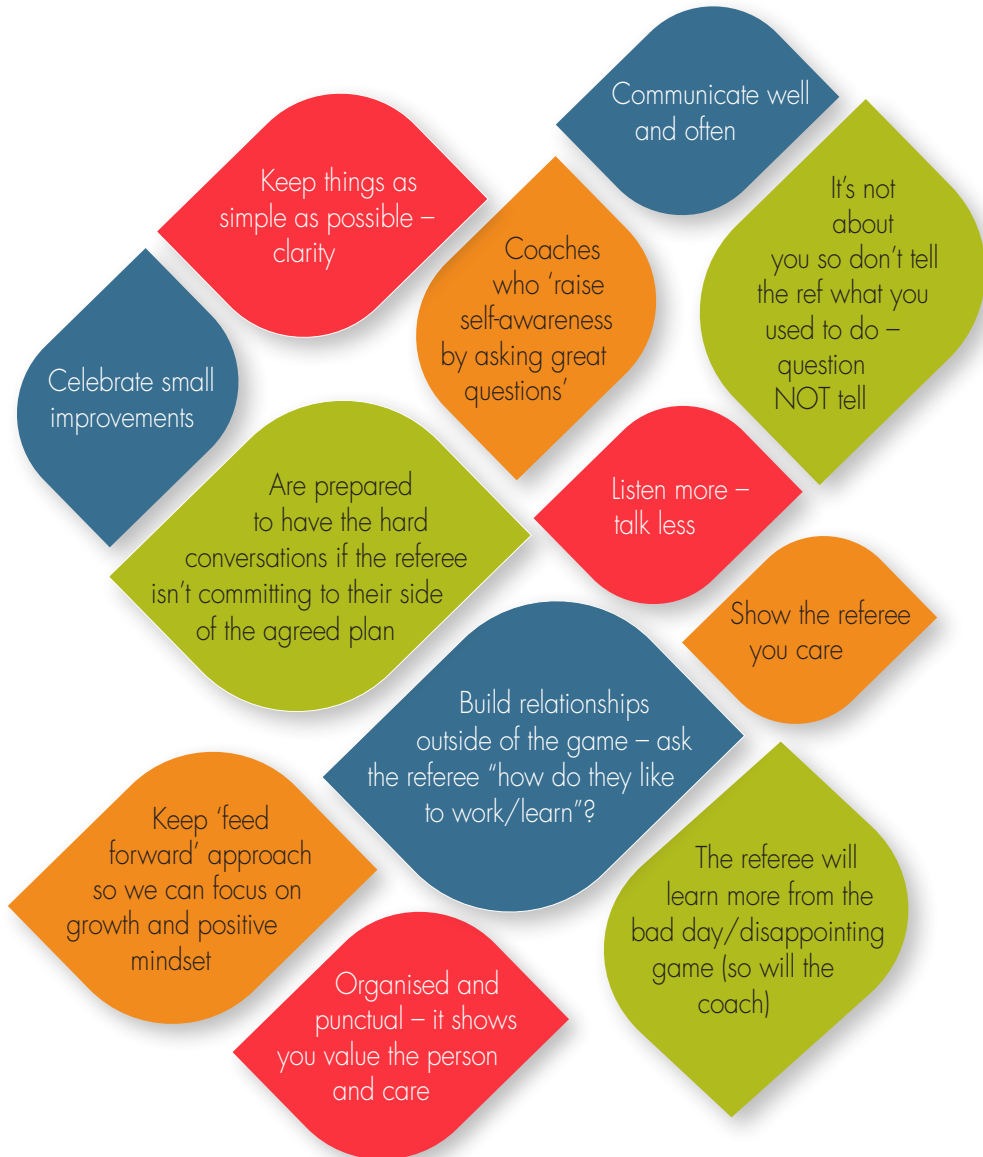 Communicate well
and often
Keep things as
simple as possible –
clarity
It's not
about
you so don't tell
the ref what you
used to do –
question
NOT tell
Coaches
who ‘raise
self-awareness
by asking great
questions’
Celebrate small
improvements
Are prepared
to have the hard
conversations if the referee
isn't committing to their side
of the agreed plan
Listen more –
talk less
Show the referee
you care
Build relationships
outside of the game – ask
the referee “how do they like
to work/learn”?
Keep ‘feed
forward’ approach
so we can focus on
growth and positive
mindset
The referee will
learn more from the
bad day/disappointing
game (so will the
coach)
Organised and
punctual – it shows
you value the person
and care